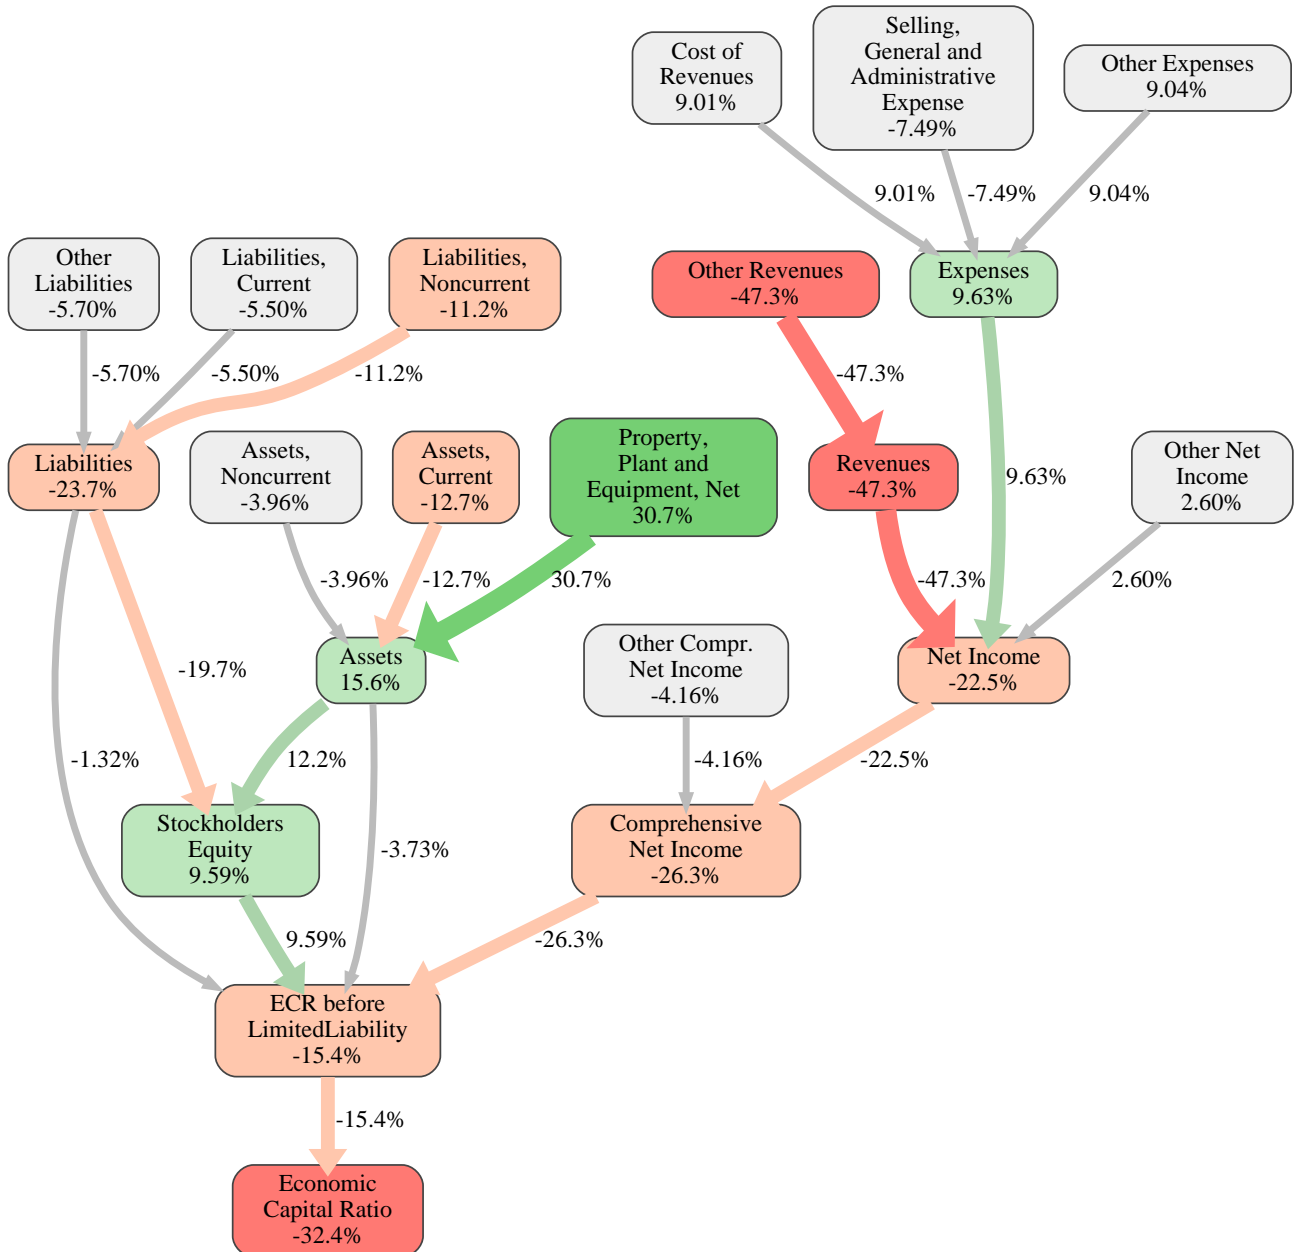 Cost of
Revenues
9.01%
Selling,
General and
Administrative
Expense
-7.49%
Other Expenses
9.04%
9.01%
-7.49%
9.04%
Other
Liabilities
-5.70%
Liabilities,
Current
-5.50%
Liabilities,
Noncurrent
-11.2%
Other Revenues
-47.3%
Expenses
9.63%
-5.70%
-5.50%
-11.2%
-47.3%
Liabilities
-23.7%
Assets,
Noncurrent
-3.96%
Assets,
Current
-12.7%
Property,
Plant and
Equipment, Net
30.7%
Revenues
-47.3%
9.63%
Other Net
Income
2.60%
-3.96%
-12.7%
30.7%
-47.3%
2.60%
-19.7%
Assets
15.6%
Other Compr.
Net Income
-4.16%
Net Income
-22.5%
-1.32%
12.2%
-4.16%
-22.5%
Stockholders
Equity
9.59%
-3.73%
Comprehensive
Net Income
-26.3%
9.59%
-26.3%
ECR before
LimitedLiability
-15.4%
-15.4%
Economic
Capital Ratio
-32.4%